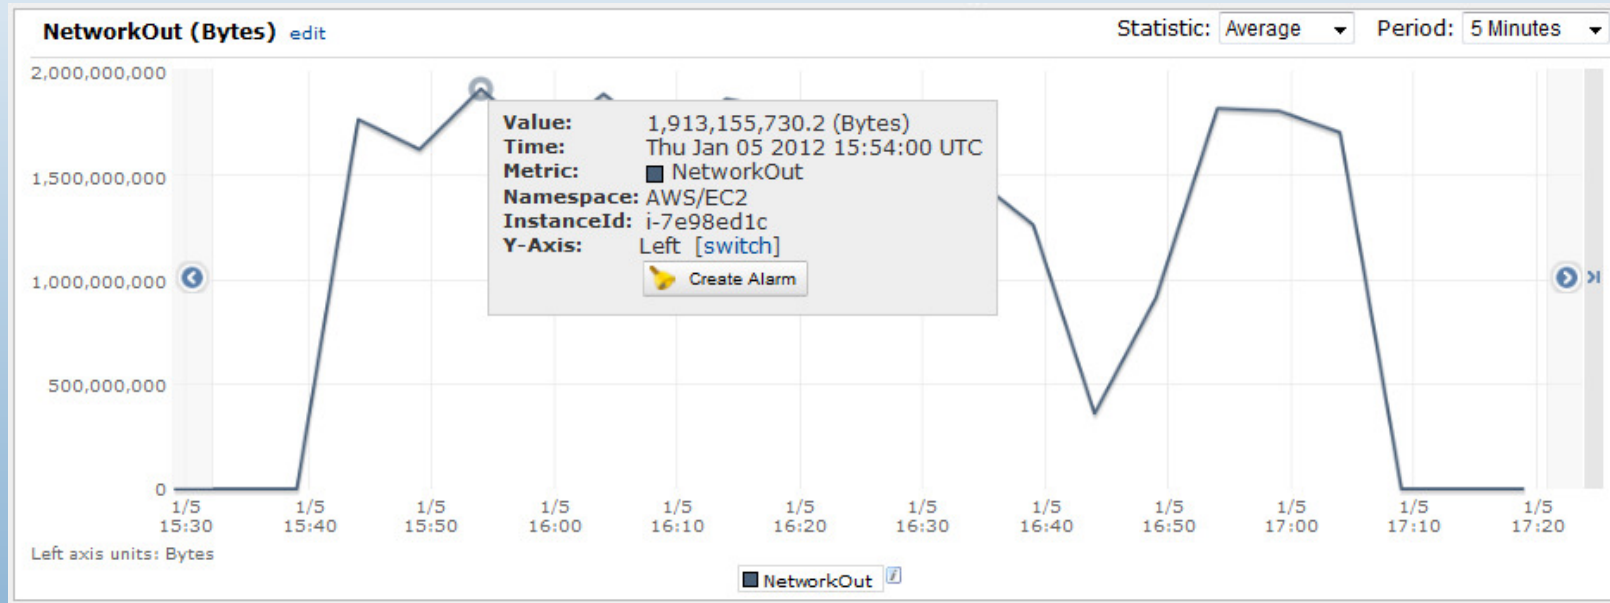 NetworkOut (Bytes) edit
Statistic: Average Period: 5 Minutes
2,000,000,000
1,500,000,000
1,000,000,000
500,000,000
0
Value: 1,913,155,730.2 (Bytes)
Time: Thu Jan 05 2012 15:54:00 UTC
Metric: NetworkOut
Namespace: AWS/EC2
InstanceId: i-7e98ed1c
Y-Axis: Left [switch]
Create Alarm
1/5 1/5 1/5 1/5 1/5 1/5 1/5 1/5 1/5 1/5 1/5 1/5
15:30 15:40 15:50 16:00 16:10 16:20 16:30 16:40 16:50 17:00 17:10 17:20
Left axis units: Bytes
NetworkOut i